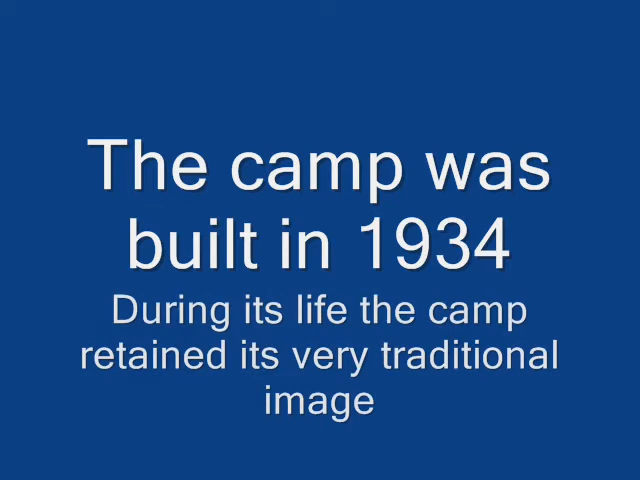 The camp was
built in 1934
During its life the camp
retained its very traditional
image